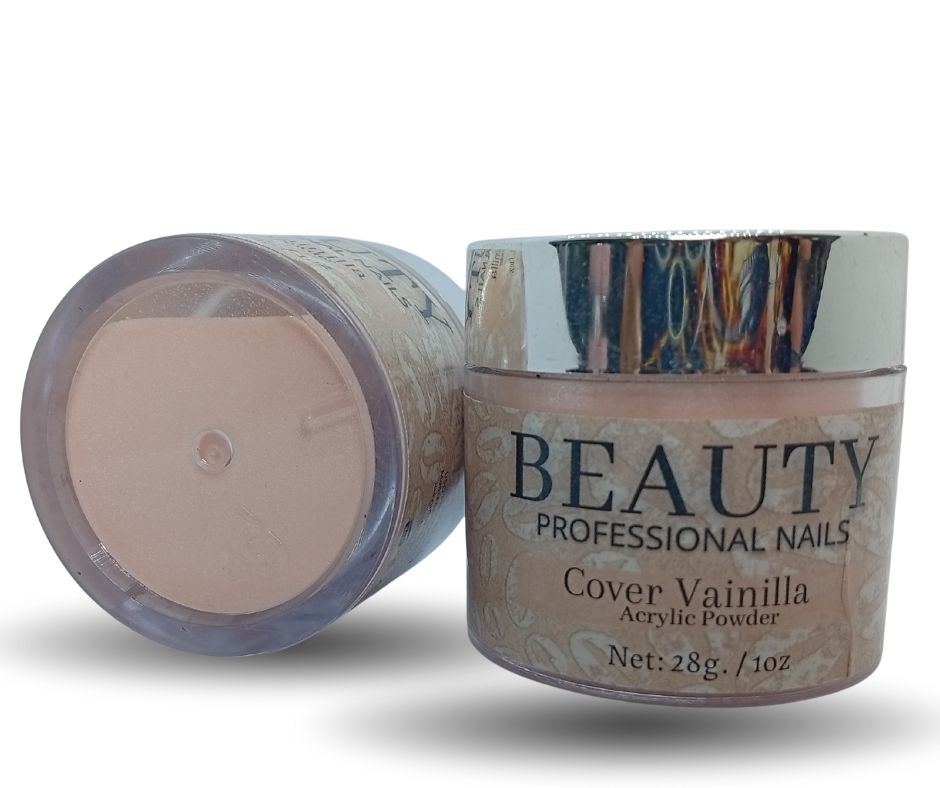 BEAUTY
PROFESSIONAL NAILS
Cover Vainilla
Acrylic Powder
Net: 28g. / 1oz